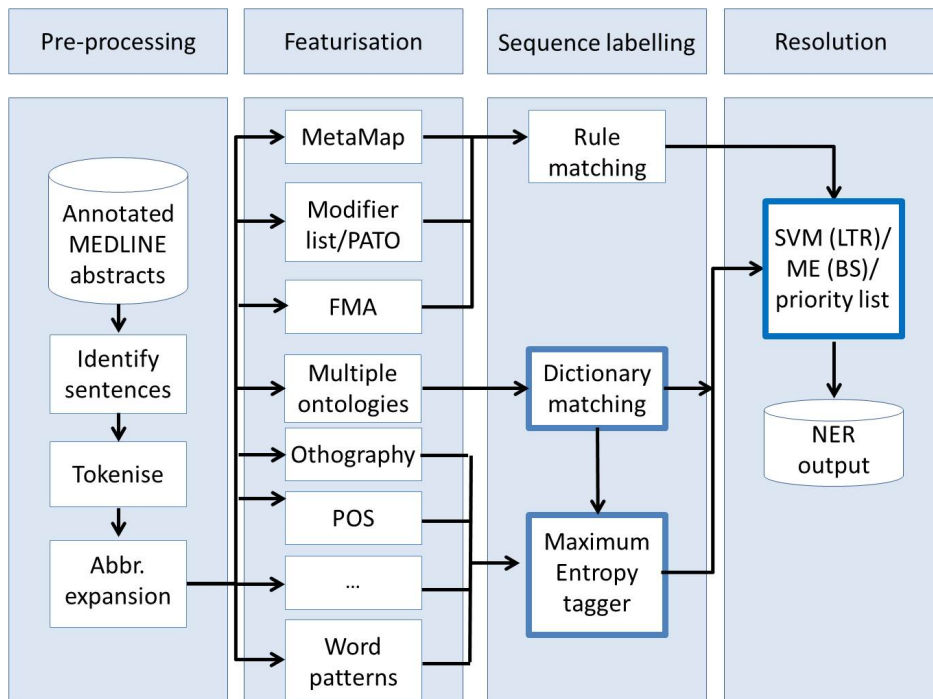 Pre-processing
Featurisation
Sequence labelling
Resolution
Annotated
MEDLINE
abstracts
Identify
sentences
Tokenise
Abbr.
expansion
MetaMap
Modifier
list/PATO
FMA
Multiple
ontologies
Othography
POS
...
Word
patterns
Rule
matching
Dictionary
matching
Maximum
Entropy
tagger
SVM (LTR)/
ME (BS)/
priority list
NER
output